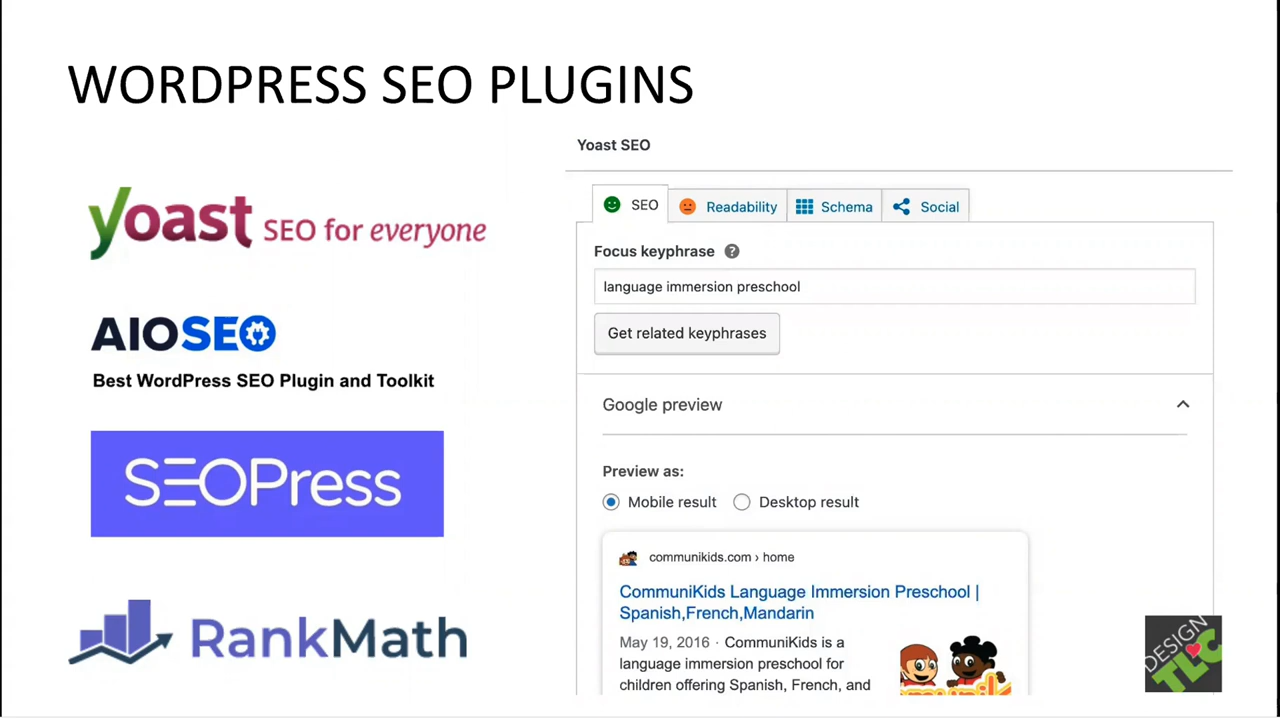 WORDPRESS SEO PLUGINS
yoast SEO for everyone
AIOSEO
Best WordPress SEO Plugin and Toolkit
SEOPress
RankMath
Yoast SEO
SEO Readability Schema Social
Focus keyphrase ?
language immersion preschool
Get related keyphrases
Google preview
Preview as:
Mobile result Desktop result
communikids.com › home
CommuniKids Language Immersion Preschool |
Spanish,French,Mandarin
May 19, 2016 · CommuniKids is a
language immersion preschool for
children offering Spanish, French, and
DESIGN
TLC